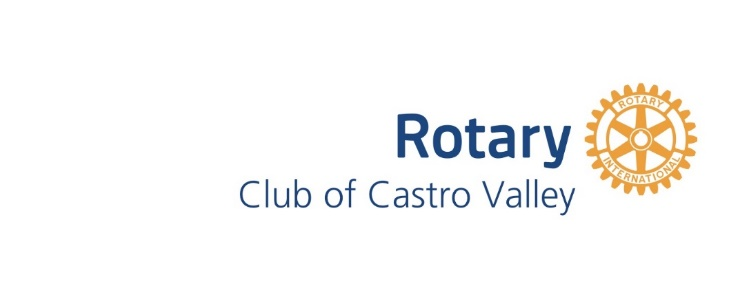 Rotary
Club of Castro Valley
ROTARY
INTERNATIONAL